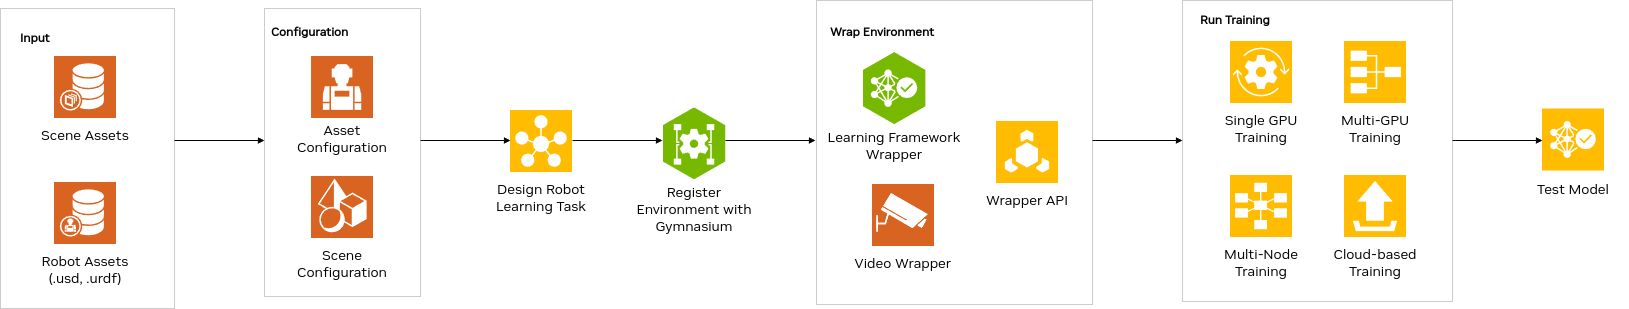 Input
Scene Assets
Robot Assets
(.usd, .urdf)
Configuration
Asset
Configuration
Scene
Configuration
Design Robot
Learning Task
Register
Environment with
Gymnasium
Wrap Environment
Learning Framework
Wrapper
Wrapper API
Video Wrapper
Run Training
Single GPU
Training
Multi-GPU
Training
Multi-Node
Training
Cloud-based
Training
Test Model